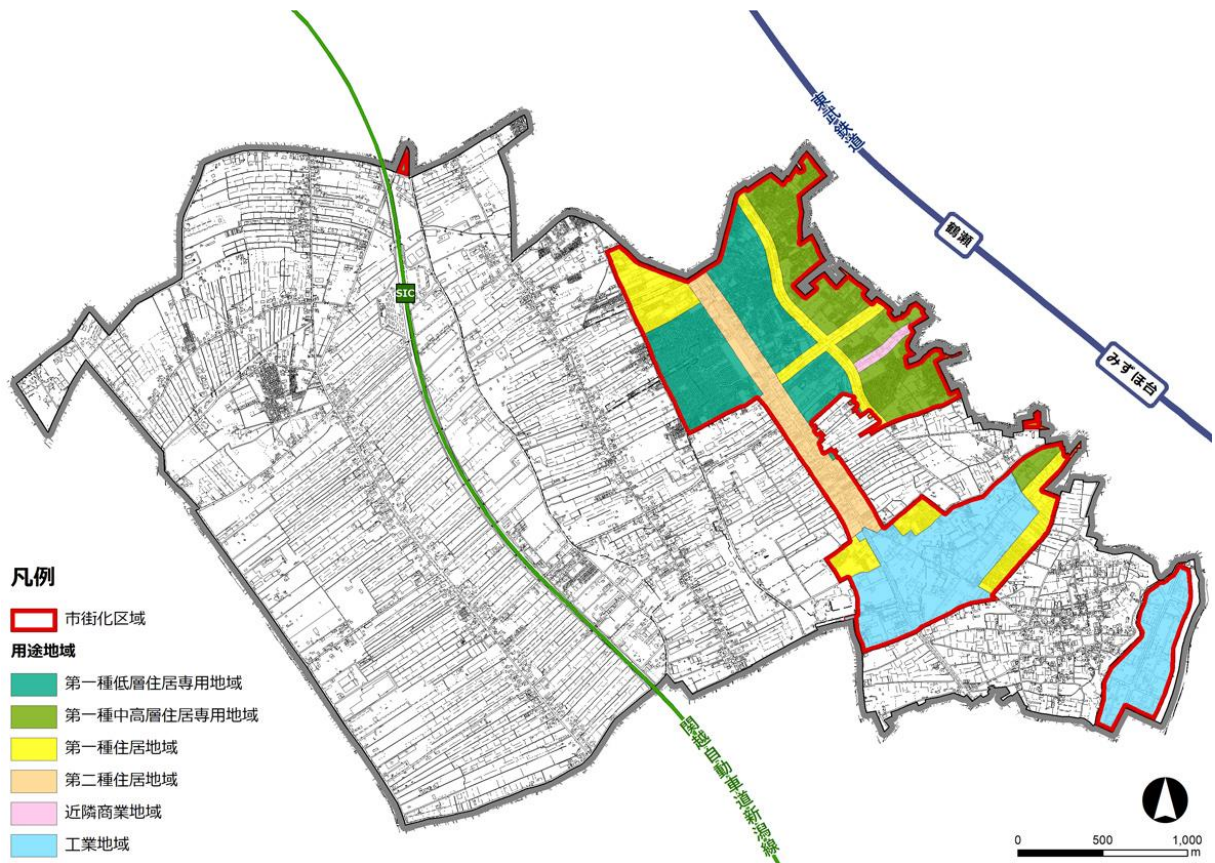 東武鉄道
鶴瀬
みずほ台
SIC
関越自動車道新潟線
凡例
市街化区域
用途地域
第一種低層住居専用地域
第一種中高層住居専用地域
第一種住居地域
第二種住居地域
近隣商業地域
工業地域
0 500 1,000
m